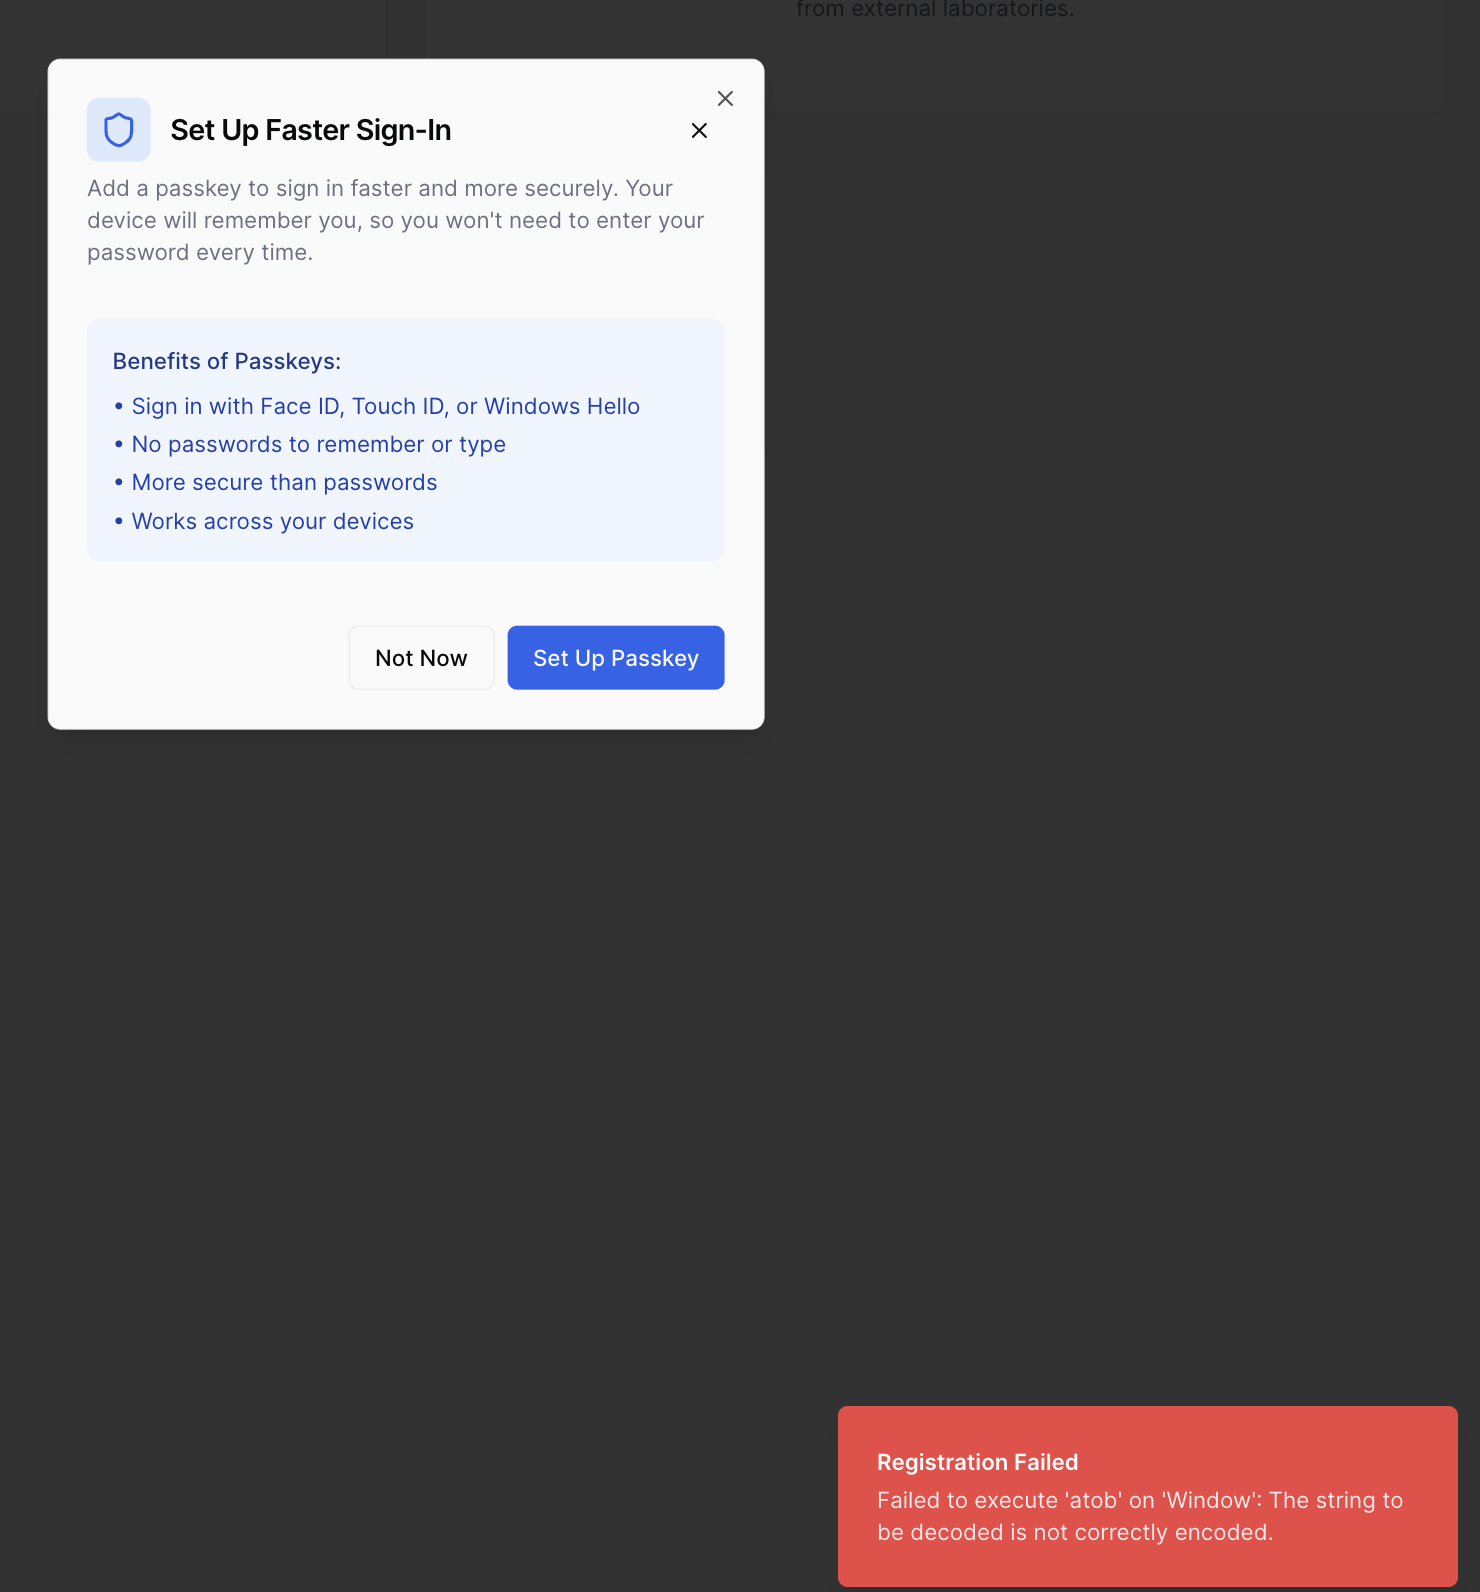 from external laboratories.
Set Up Faster Sign-In
Add a passkey to sign in faster and more securely. Your
device will remember you, so you won't need to enter your
password every time.
Benefits of Passkeys:
• Sign in with Face ID, Touch ID, or Windows Hello
• No passwords to remember or type
• More secure than passwords
• Works across your devices
Not Now
Set Up Passkey
Registration Failed
Failed to execute 'atob' on 'Window': The string to
be decoded is not correctly encoded.